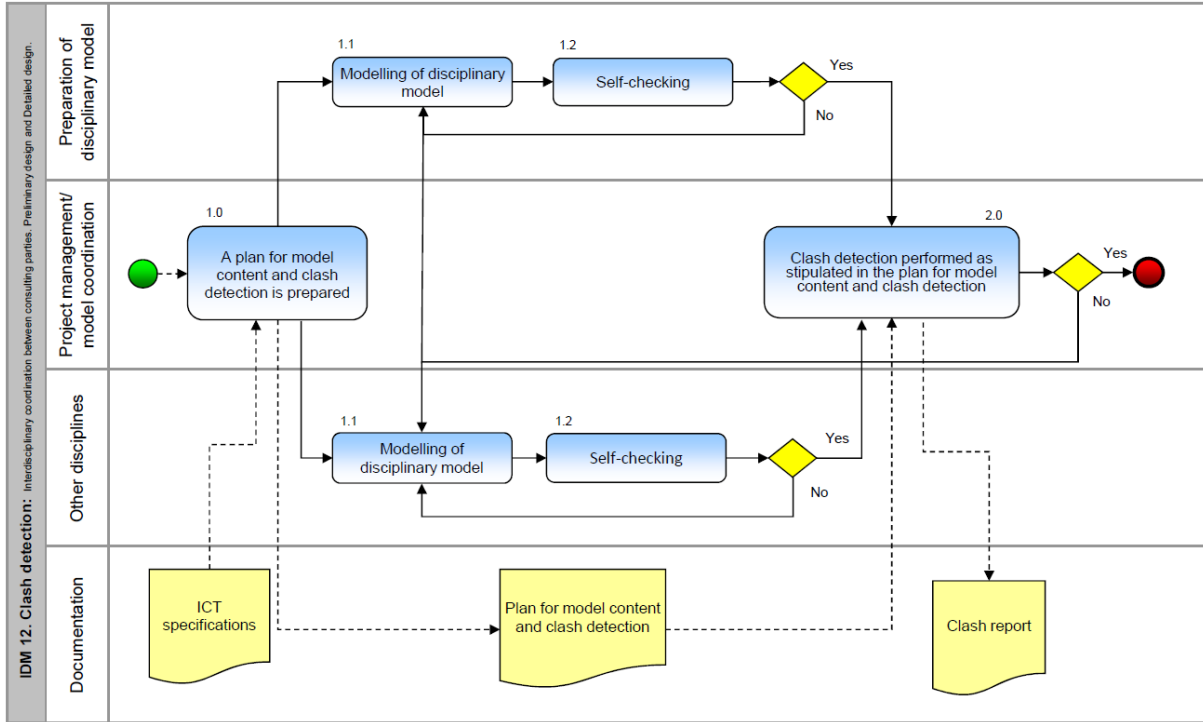 IDM 12. Clash detection: Interdisciplinary coordination between consulting parties. Preliminary design and Detailed design.
Preparation of
disciplinary model
1.1
Modelling of disciplinary
model
1.2
Self-checking
Yes
No
Project management/
model coordination
1.0
A plan for model
content and clash
detection is prepared
2.0
Clash detection performed as
stipulated in the plan for model
content and clash detection
Yes
No
Other disciplines
1.1
Modelling of
disciplinary model
1.2
Self-checking
Yes
No
Documentation
ICT
specifications
Plan for model content
and clash detection
Clash report